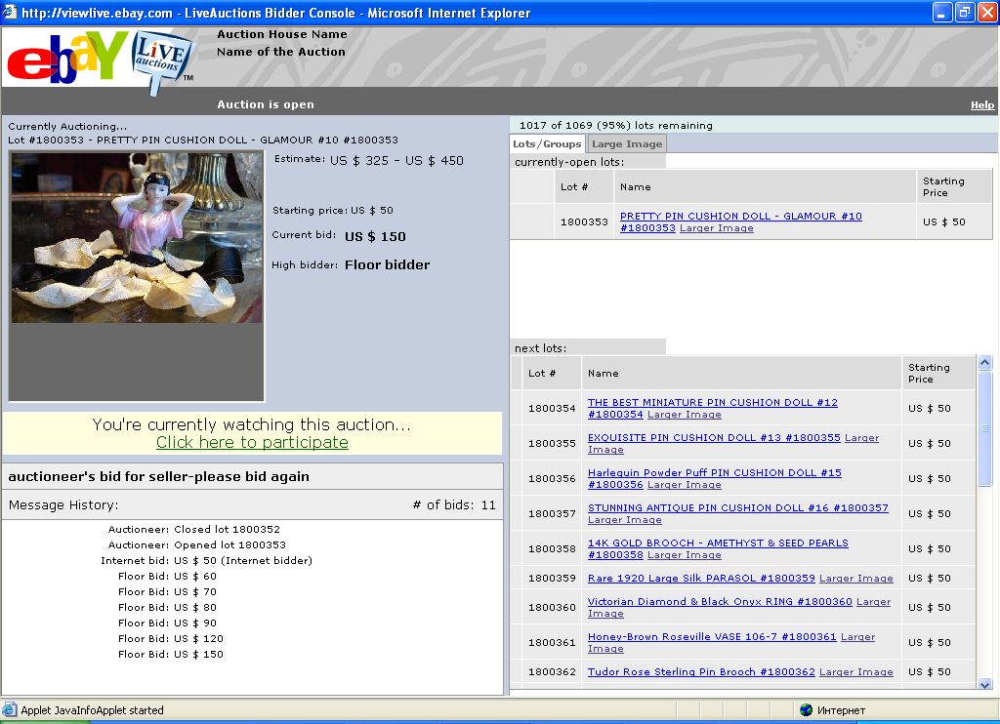 http://viewlive.ebay.com - LiveAuctions Bidder Console - Microsoft Internet Explorer
ebaY LiVE auctions TM
Auction House Name
Name of the Auction
Auction is open
Help
Currently Auctioning...
Lot #1800353 - PRETTY PIN CUSHION DOLL - GLAMOUR #10 #1800353
Estimate: US $ 325 - US $ 450
Starting price: US $ 50
Current bid: US $ 150
High bidder: Floor bidder
You're currently watching this auction...
Click here to participate
auctioneer's bid for seller-please bid again
Message History: # of bids: 11
Auctioneer: Closed lot 1800352
Auctioneer: Opened lot 1800353
Internet bid: US $ 50 (Internet bidder)
Floor Bid: US $ 60
Floor Bid: US $ 70
Floor Bid: US $ 80
Floor Bid: US $ 90
Floor Bid: US $ 120
Floor Bid: US $ 150
1017 of 1069 (95%) lots remaining
Lots/Groups Large Image
currently-open lots:
Lot # Name Starting Price
1800353 PRETTY PIN CUSHION DOLL - GLAMOUR #10
#1800353 Larger Image US $ 50
next lots:
Lot # Name Starting Price
1800354 THE BEST MINIATURE PIN CUSHION DOLL #12
#1800354 Larger Image US $ 50
1800355 EXQUISITE PIN CUSHION DOLL #13 #1800355 Larger
Image US $ 50
1800356 Harlequin Powder Puff PIN CUSHION DOLL #15
#1800356 Larger Image US $ 50
1800357 STUNNING ANTIQUE PIN CUSHION DOLL #16 #1800357
Larger Image US $ 50
1800358 14K GOLD BROOCH - AMETHYST & SEED PEARLS
#1800358 Larger Image US $ 50
1800359 Rare 1920 Large Silk PARASOL #1800359 Larger Image US $ 50
1800360 Victorian Diamond & Black Onyx RING #1800360 Larger
Image US $ 50
1800361 Honey-Brown Roseville VASE 106-7 #1800361 Larger
Image US $ 50
1800362 Tudor Rose Sterling Pin Brooch #1800362 Larger Image US $ 50
Applet JavaInfoApplet started
Интернет